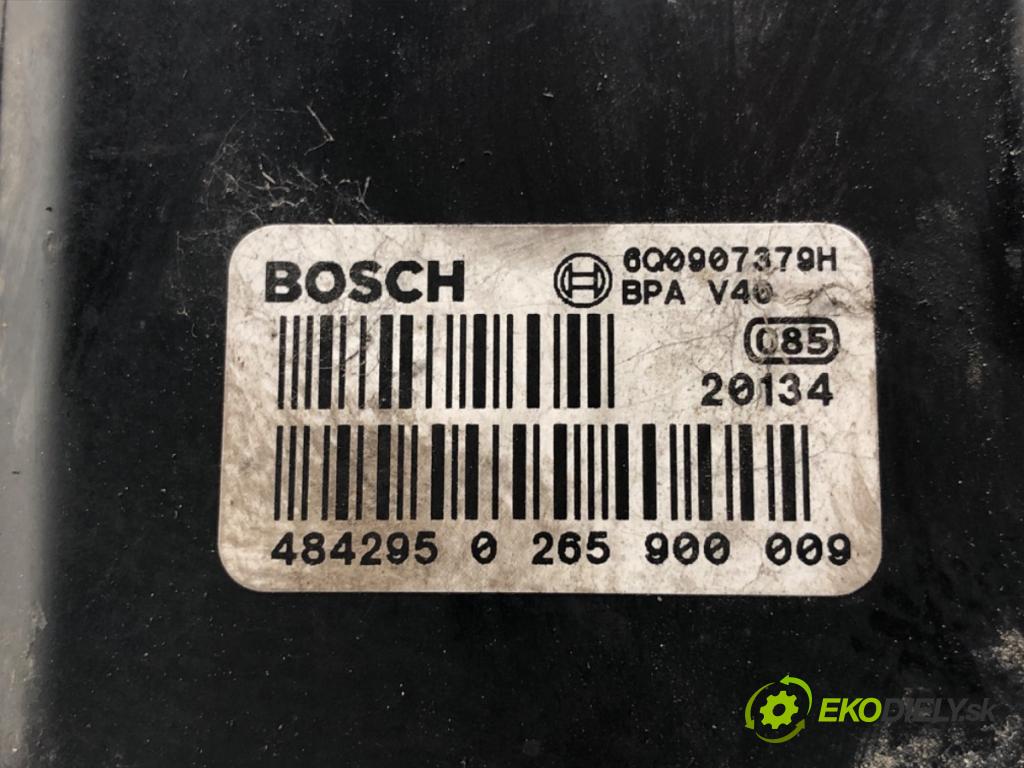 BOSCH
6Q0907379H
BPA V40
085
20134
484295 0 265 900 009
EKODIELY.sk